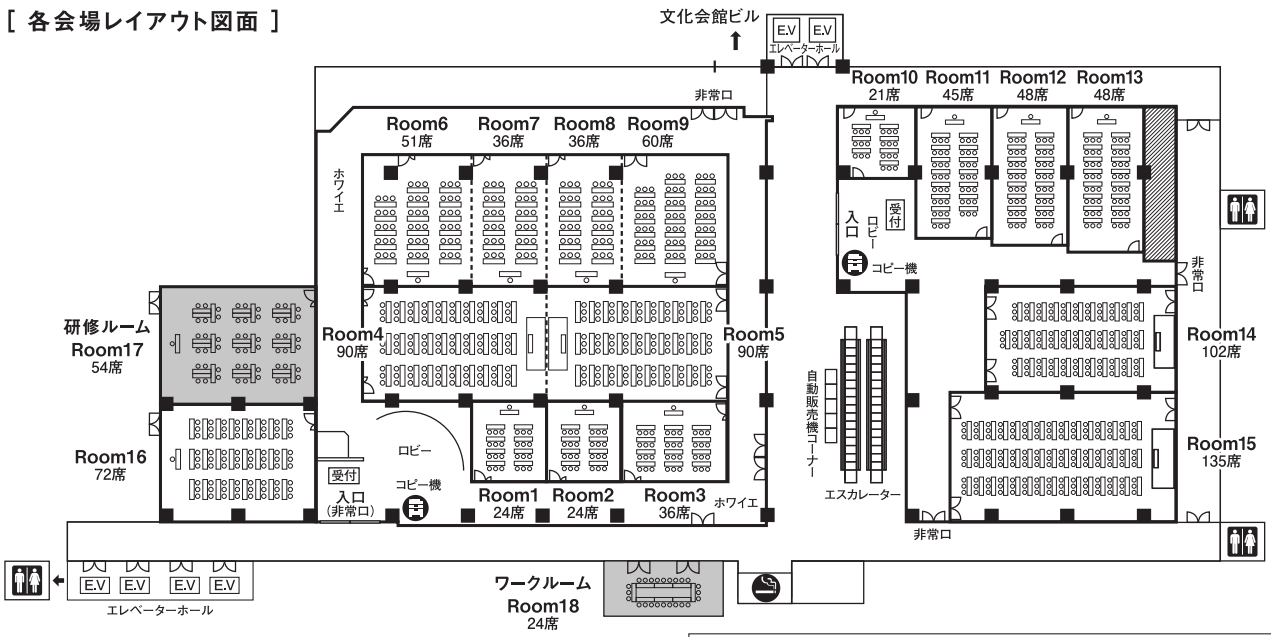 [ 各会場レイアウト図面 ]
文化会館ビル
E.V
E.V
エレベーターホール
非常口
Room6
51席
Room7
36席
Room8
36席
Room9
60席
Room10
21席
Room11
45席
Room12
48席
Room13
48席
ホワイエ
入口
ロビー
受付
コピー機
非常口
研修ルーム
Room17
54席
Room4
90席
Room5
90席
Room14
102席
自動販売機コーナー
エスカレーター
Room16
72席
受付
入口
(非常口)
ロビー
コピー機
Room1
24席
Room2
24席
Room3
36席
ホワイエ
Room15
135席
非常口
E.V
E.V
E.V
E.V
エレベーターホール
ワークルーム
Room18
24席